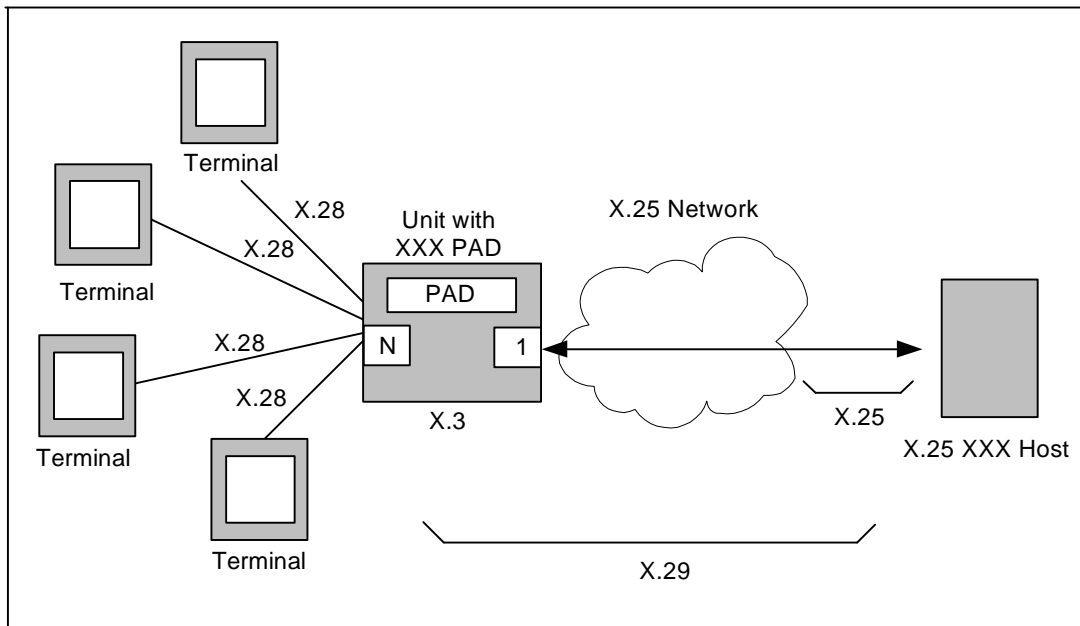 Terminal
X.28
Unit with
XXX PAD
X.25 Network
X.28
Terminal
PAD
N
1
X.28
X.3
X.25
X.28
Terminal
X.25 XXX Host
Terminal
X.29